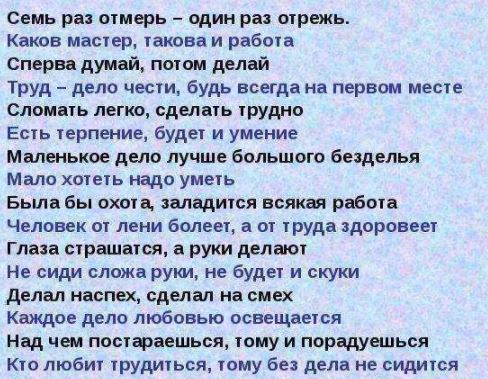 Семь раз отмерь – один раз отрежь.
Каков мастер, такова и работа
Сперва думай, потом делай
Труд – дело чести, будь всегда на первом месте
Сломать легко, сделать трудно
Есть терпение, будет и умение
Маленькое дело лучше большого безделья
Мало хотеть надо уметь
Была бы охота, заладится всякая работа
Человек от лени болеет, а от труда здоровеет
Глаза страшатся, а руки делают
Не сиди сложа руки, не будет и скуки
Делал наспех, сделал на смех
Каждое дело любовью освещается
Над чем постараешься, тому и порадуешься
Кто любит трудиться, тому без дела не сидится